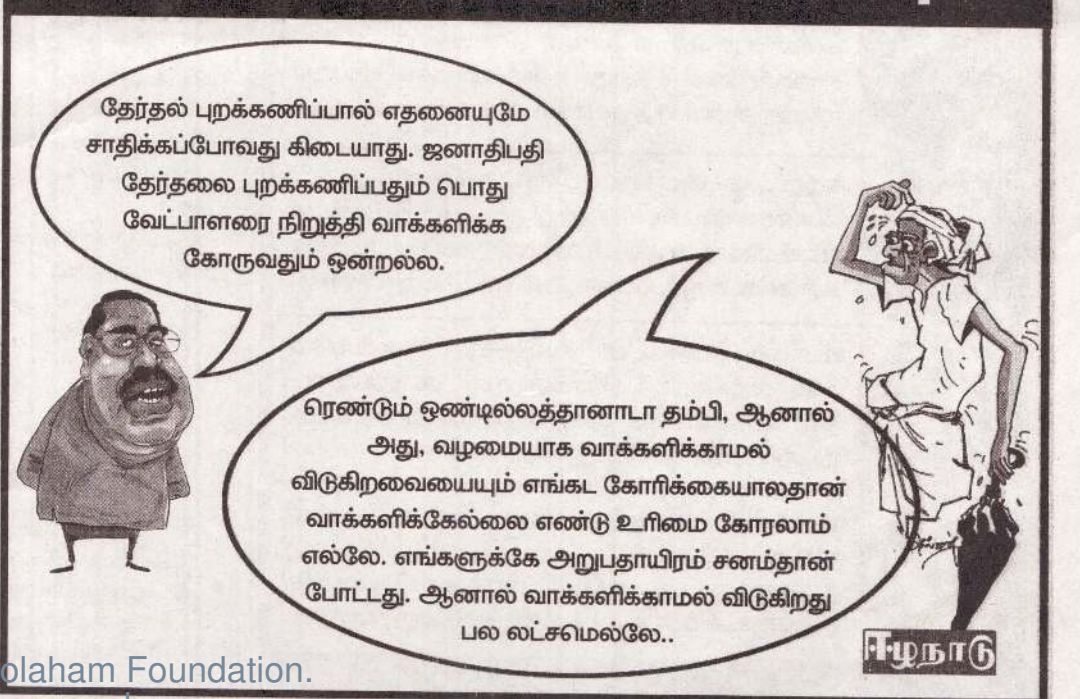 தேர்தல் புறக்கணிப்பால் எதனையுமே
சாதிக்கப்போவது கிடையாது. ஜனாதிபதி
தேர்தலை புறக்கணிப்பதும் பொது
வேட்பாளரை நிறுத்தி வாக்களிக்க
கோருவதும் ஒன்றல்ல.
ரெண்டும் ஒண்டில்லத்தானாடா தம்பி, ஆனால்
அது, வழமையாக வாக்களிக்காமல்
விடுகிறவையையும் எங்கட கோரிக்கையாலதான்
வாக்களிக்கேல்லை எண்டு உரிமை கோரலாம்
எல்லே. எங்களுக்கே அறுபதாயிரம் சனம்தான்
போட்டது. ஆனால் வாக்களிக்காமல் விடுகிறது
பல லட்சமெல்லே..
ஈழநாடு
olaham Foundation.